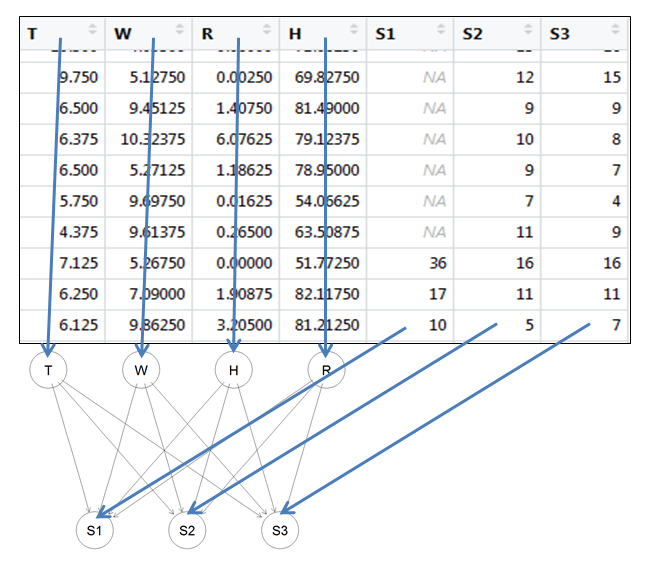 T W R H S1 S2 S3
9.750 5.12750 0.00250 69.82750 NA 12 15
6.500 9.45125 1.40750 81.49000 NA 9 9
6.375 10.32375 6.07625 79.12375 NA 10 8
6.500 5.27125 1.18625 78.95000 NA 9 7
5.750 9.69750 0.01625 54.06625 NA 7 4
4.375 9.61375 0.26500 63.50875 NA 11 9
7.125 5.26750 0.00000 51.77250 36 16 16
6.250 7.09000 1.90875 82.11750 17 11 11
6.125 9.86250 3.20500 81.21250 10 5 7
T W H R
S1 S2 S3